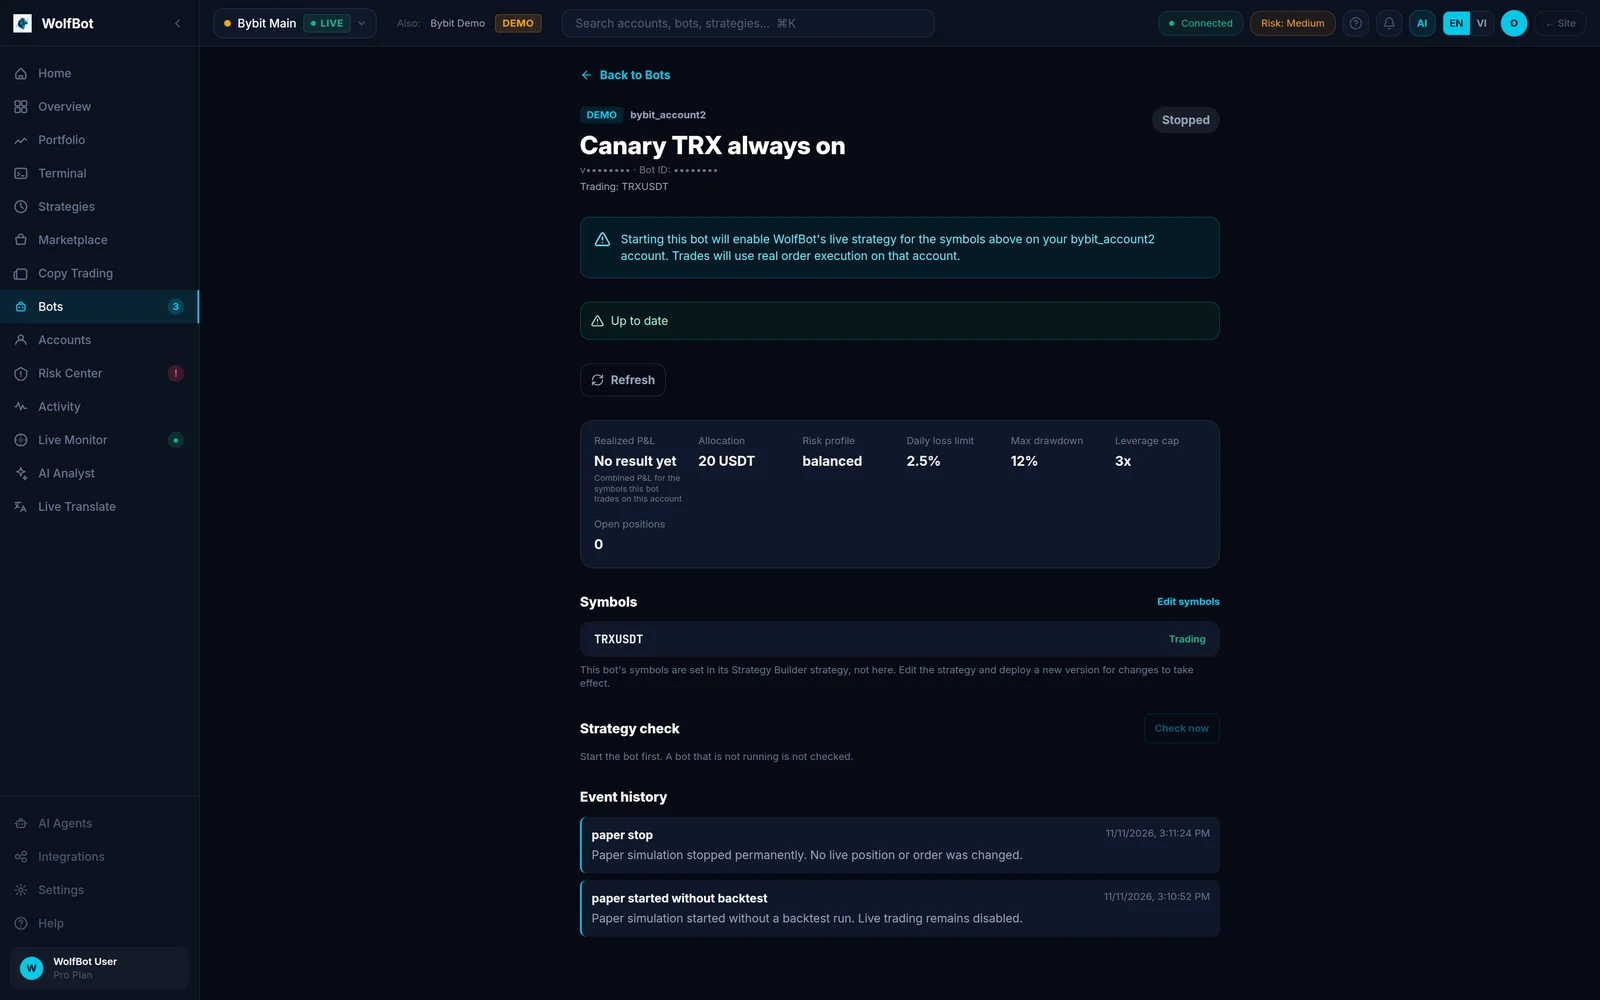 WolfBot
Bybit Main
LIVE
Also:
Bybit Demo
DEMO
Search accounts, bots, strategies... ⌘K
Connected
Risk: Medium
AI
EN
VI
O
← Site
Home
Overview
Portfolio
Terminal
Strategies
Marketplace
Copy Trading
Bots
3
Accounts
Risk Center
!
Activity
Live Monitor
AI Analyst
Live Translate
AI Agents
Integrations
Settings
Help
W
WolfBot User
Pro Plan
← Back to Bots
DEMO
bybit_account2
Stopped
Canary TRX always on
v•••••••• · Bot ID: ••••••••
Trading: TRXUSDT
Starting this bot will enable WolfBot's live strategy for the symbols above on your bybit_account2
account. Trades will use real order execution on that account.
Up to date
Refresh
Realized P&L
No result yet
Combined P&L for the
symbols this bot
trades on this account
Allocation
20 USDT
Risk profile
balanced
Daily loss limit
2.5%
Max drawdown
12%
Leverage cap
3x
Open positions
0
Symbols
Edit symbols
TRXUSDT
Trading
This bot's symbols are set in its Strategy Builder strategy, not here. Edit the strategy and deploy a new version for changes to take
effect.
Strategy check
Check now
Start the bot first. A bot that is not running is not checked.
Event history
paper stop
11/11/2026, 3:11:24 PM
Paper simulation stopped permanently. No live position or order was changed.
paper started without backtest
11/11/2026, 3:10:52 PM
Paper simulation started without a backtest run. Live trading remains disabled.